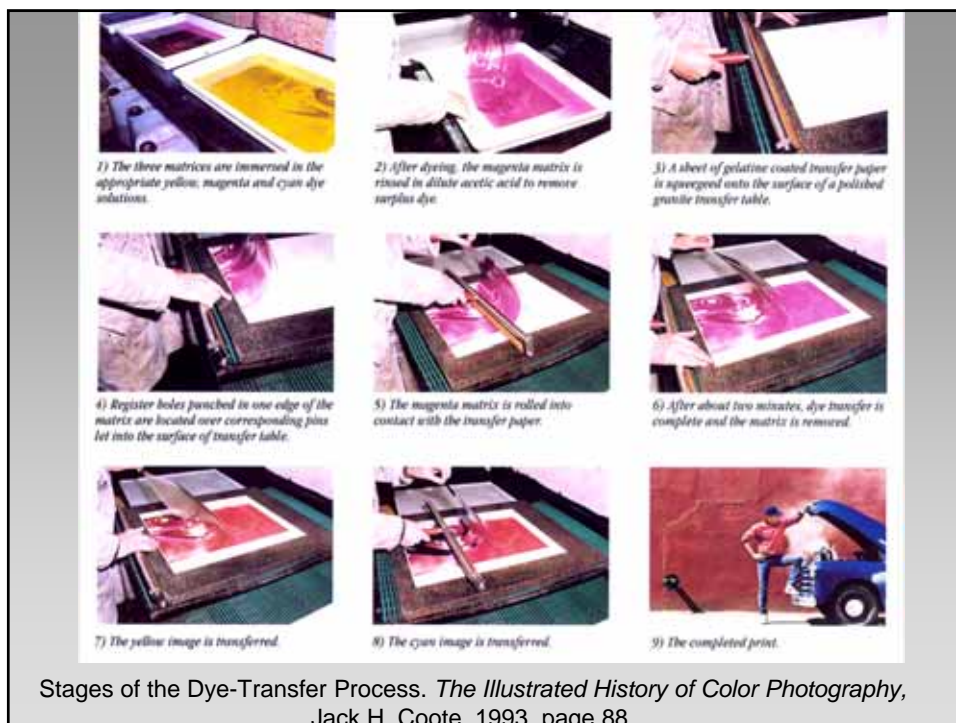 1) The three matrices are immersed in the
appropriate yellow, magenta and cyan dye
solutions.
2) After dyeing, the magenta matrix is
rinsed in dilute acetic acid to remove
surplus dye.
3) A sheet of gelatine coated transfer paper
is squeegeed onto the surface of a polished
granite transfer table.
4) Register holes punched in one edge of the
matrix are located over corresponding pins
let into the surface of transfer table.
5) The magenta matrix is rolled into
contact with the transfer paper.
6) After about two minutes, dye transfer is
complete and the matrix is removed.
7) The yellow image is transferred.
8) The cyan image is transferred.
9) The completed print.
Stages of the Dye-Transfer Process. The Illustrated History of Color Photography,
Jack H. Coote, 1993, page 88